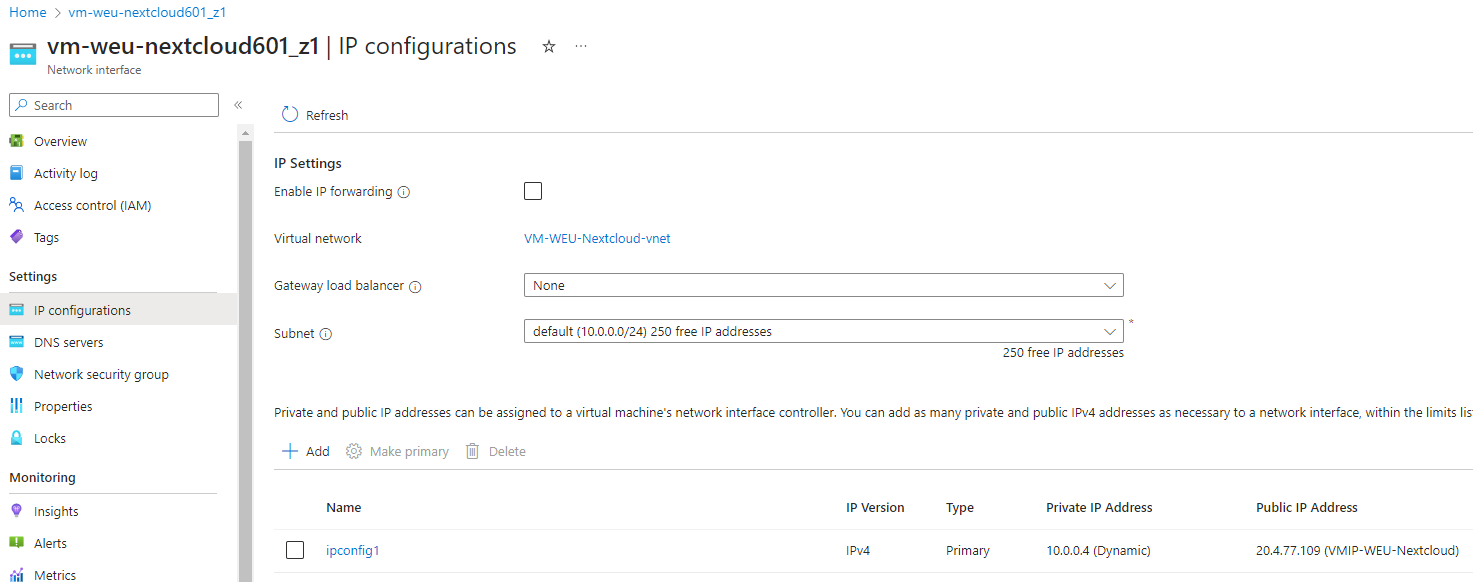 Home > vm-weu-nextcloud601_z1
vm-weu-nextcloud601_z1 | IP configurations ☆ ...
Network interface
Search «
Overview
Activity log
Access control (IAM)
Tags
Settings
IP configurations
DNS servers
Network security group
Properties
Locks
Monitoring
Insights
Alerts
Metrics
Refresh
IP Settings
Enable IP forwarding
Virtual network VM-WEU-Nextcloud-vnet
Gateway load balancer None
Subnet default (10.0.0.0/24) 250 free IP addresses *
250 free IP addresses
Private and public IP addresses can be assigned to a virtual machine's network interface controller. You can add as many private and public IPv4 addresses as necessary to a network interface, within the limits lis
Add Make primary Delete
Name IP Version Type Private IP Address Public IP Address
ipconfig1 IPv4 Primary 10.0.0.4 (Dynamic) 20.4.77.109 (VMIP-WEU-Nextcloud)